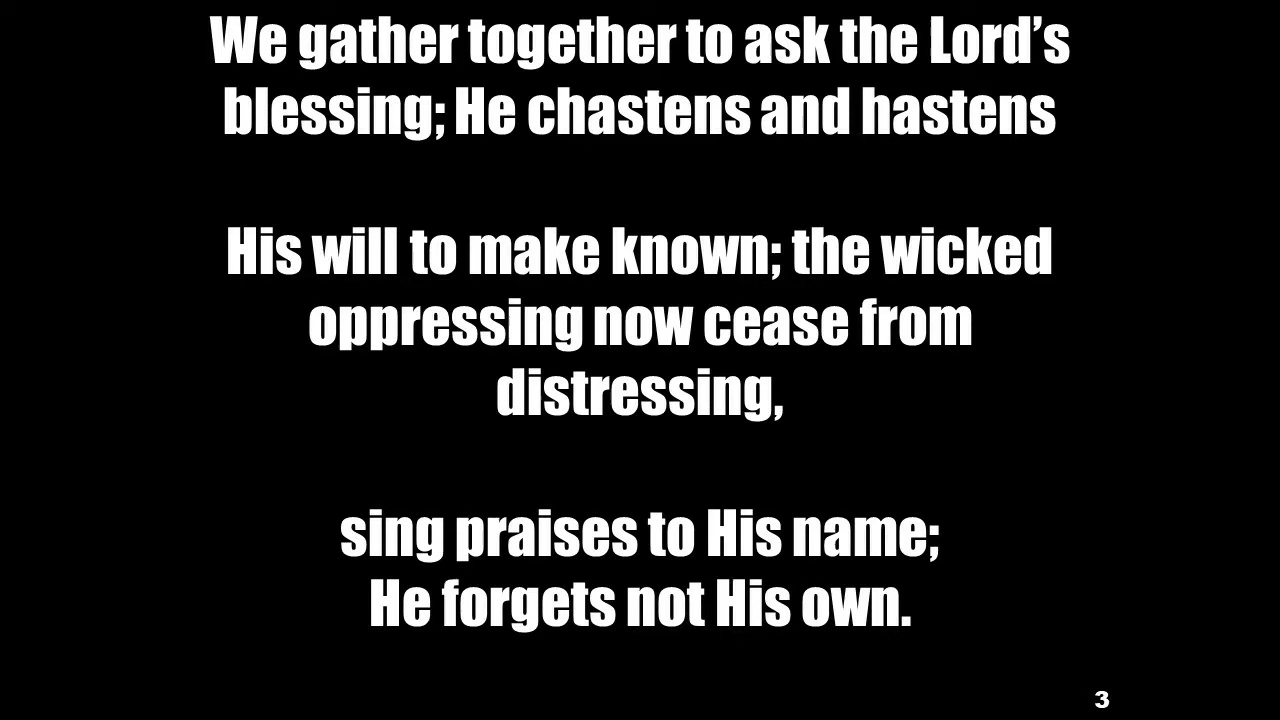 We gather together to ask the Lord’s
blessing; He chastens and hastens
His will to make known; the wicked
oppressing now cease from
distressing,
sing praises to His name;
He forgets not His own.
3